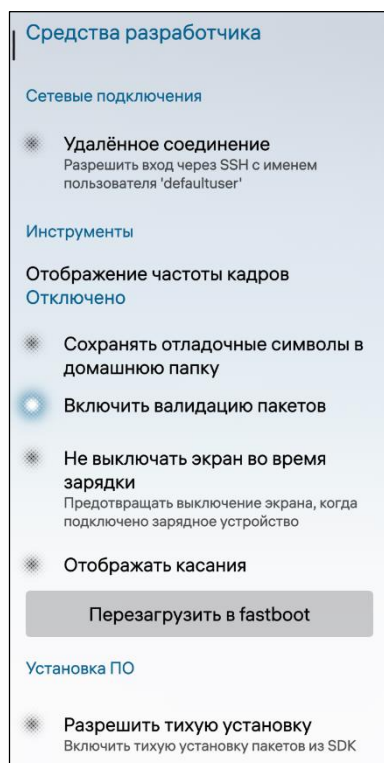 Средства разработчика
Сетевые подключения
Удалённое соединение
Разрешить вход через SSH с именем
пользователя 'defaultuser'
Инструменты
Отображение частоты кадров
Отключено
Сохранять отладочные символы в
домашнюю папку
Включить валидацию пакетов
Не выключать экран во время
зарядки
Предотвращать выключение экрана, когда
подключено зарядное устройство
Отображать касания
Перезагрузить в fastboot
Установка ПО
Разрешить тихую установку
Включить тихую установку пакетов из SDK